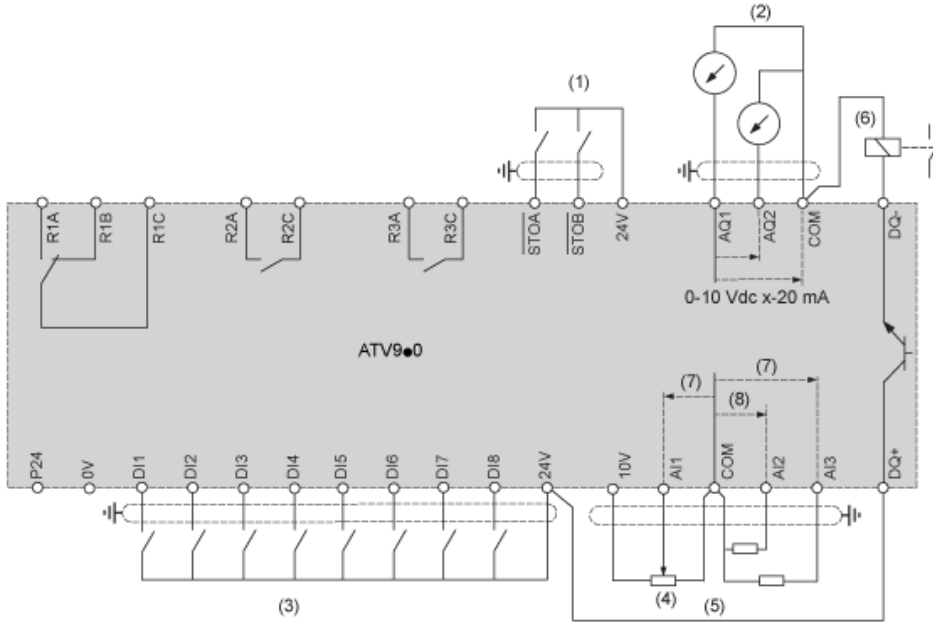 (2)
(1)
(6)
R1A
R1B
R1C
R2A
R2C
R3A
R3C
STOA
STOB
24V
AQ1
AQ2
COM
DQ-
0-10 Vdc x-20 mA
ATV9●0
(7)
(7)
(8)
P24
0V
DI1
DI2
DI3
DI4
DI5
DI6
DI7
DI8
24V
10V
AI1
COM
AI2
AI3
DQ+
(3)
(4)
(5)